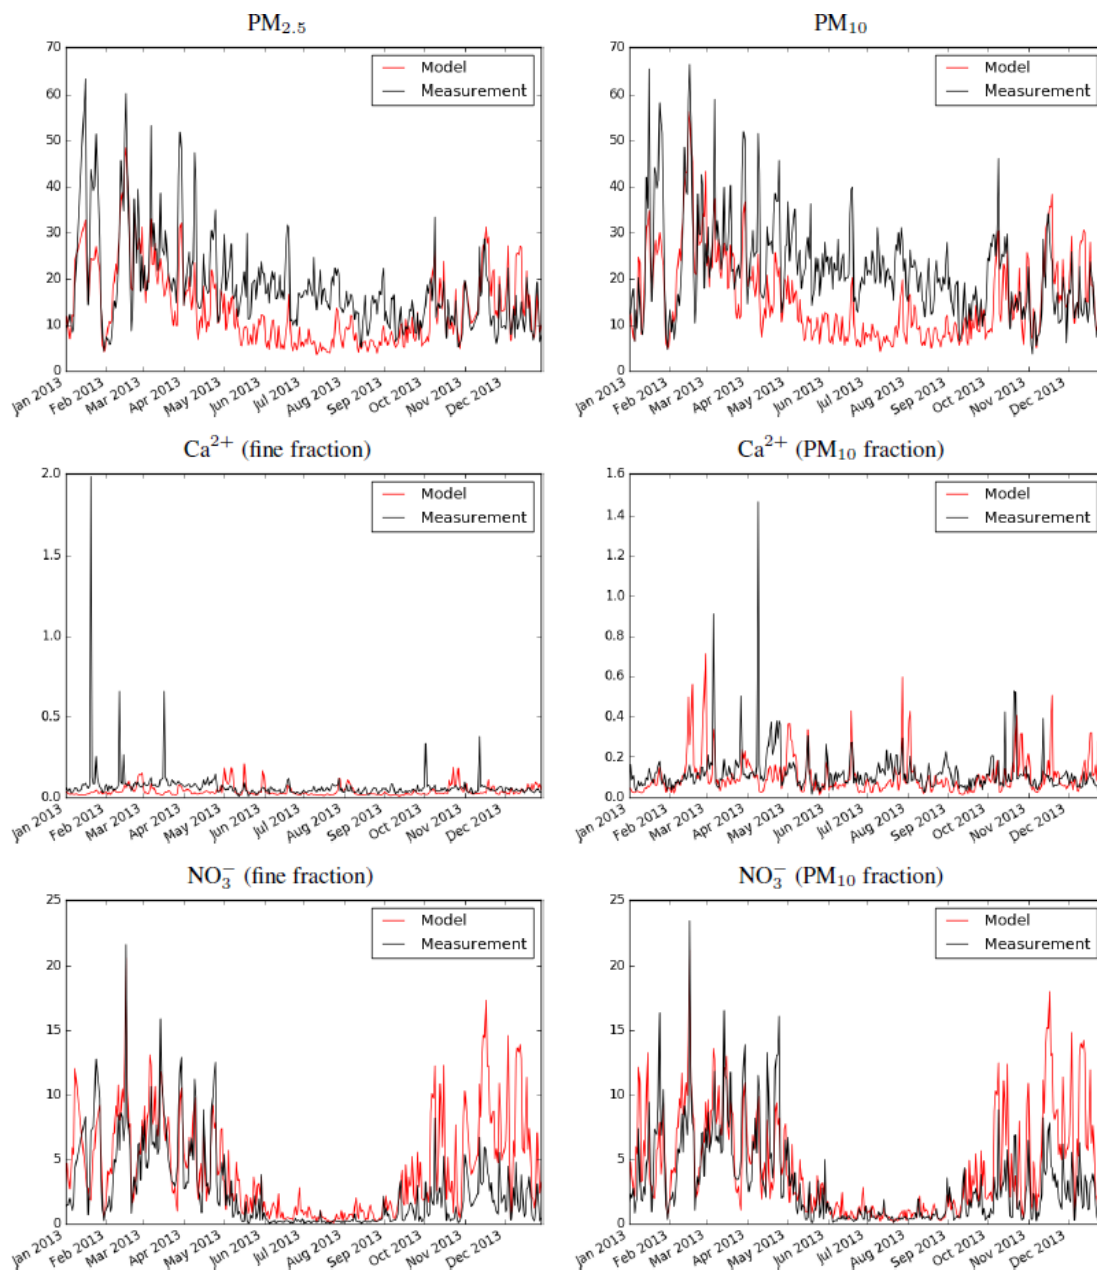 PM2.5
70
60
50
40
30
20
10
0
Model
Measurement
Jan 2013
Feb 2013
Mar 2013
Apr 2013
May 2013
Jun 2013
Jul 2013
Aug 2013
Sep 2013
Oct 2013
Nov 2013
Dec 2013
PM10
70
60
50
40
30
20
10
0
Model
Measurement
Jan 2013
Feb 2013
Mar 2013
Apr 2013
May 2013
Jun 2013
Jul 2013
Aug 2013
Sep 2013
Oct 2013
Nov 2013
Dec 2013
Ca2+ (fine fraction)
2.0
1.5
1.0
0.5
0.0
Model
Measurement
Jan 2013
Feb 2013
Mar 2013
Apr 2013
May 2013
Jun 2013
Jul 2013
Aug 2013
Sep 2013
Oct 2013
Nov 2013
Dec 2013
Ca2+ (PM10 fraction)
1.6
1.4
1.2
1.0
0.8
0.6
0.4
0.2
0.0
Model
Measurement
Jan 2013
Feb 2013
Mar 2013
Apr 2013
May 2013
Jun 2013
Jul 2013
Aug 2013
Sep 2013
Oct 2013
Nov 2013
Dec 2013
NO3− (fine fraction)
25
20
15
10
5
0
Model
Measurement
Jan 2013
Feb 2013
Mar 2013
Apr 2013
May 2013
Jun 2013
Jul 2013
Aug 2013
Sep 2013
Oct 2013
Nov 2013
Dec 2013
NO3− (PM10 fraction)
25
20
15
10
5
0
Model
Measurement
Jan 2013
Feb 2013
Mar 2013
Apr 2013
May 2013
Jun 2013
Jul 2013
Aug 2013
Sep 2013
Oct 2013
Nov 2013
Dec 2013